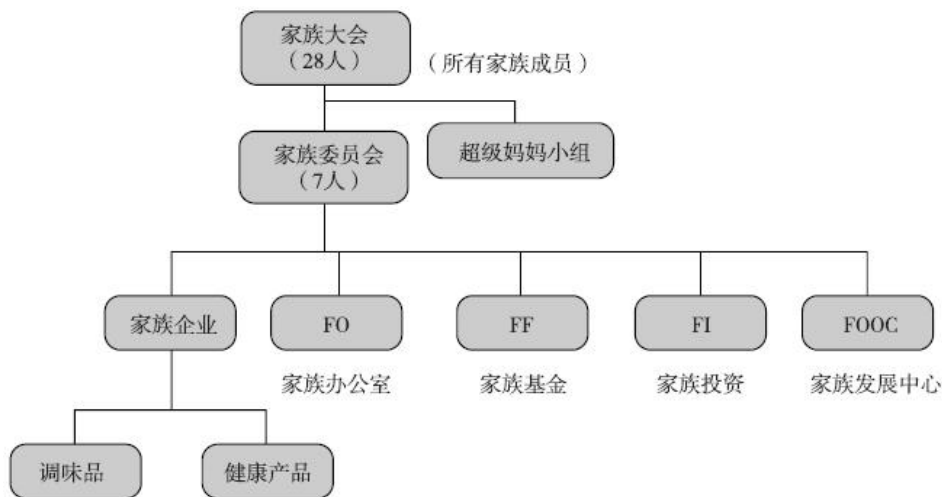 家族大会
（28人）
（所有家族成员）
家族委员会
（7人）
超级妈妈小组
家族企业
FO
FF
FI
FOOC
家族办公室
家族基金
家族投资
家族发展中心
调味品
健康产品